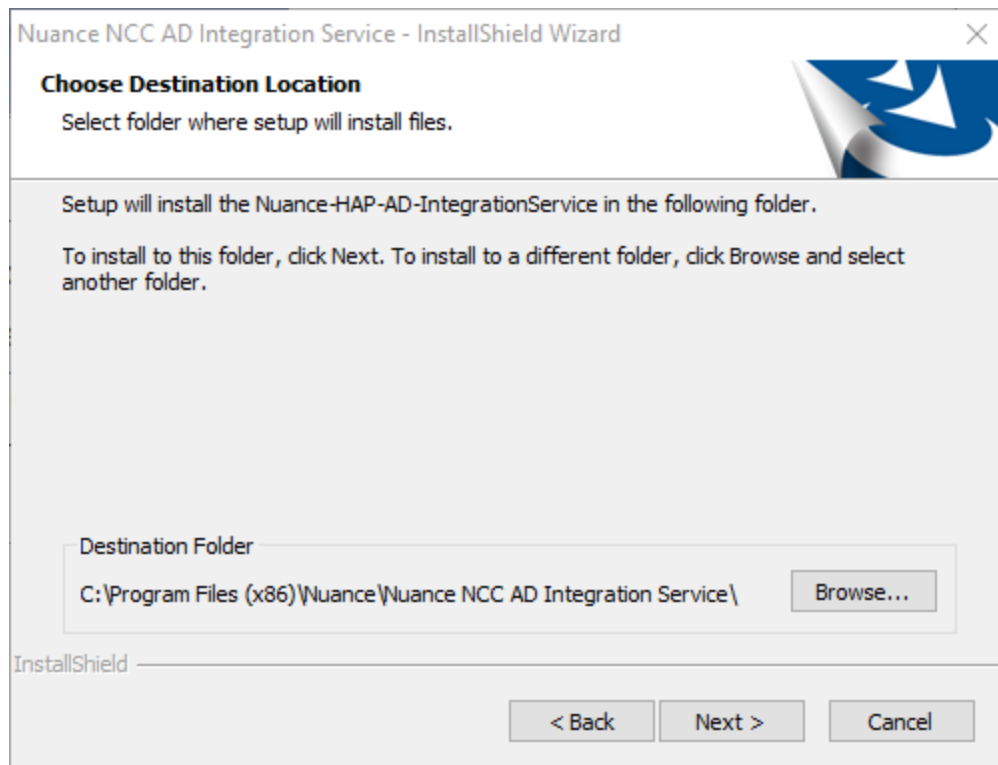 Nuance NCC AD Integration Service - InstallShield Wizard
Choose Destination Location
Select folder where setup will install files.
Setup will install the Nuance-HAP-AD-IntegrationService in the following folder.
To install to this folder, click Next. To install to a different folder, click Browse and select
another folder.
Destination Folder
C:\Program Files (x86)\Nuance\Nuance NCC AD Integration Service\
Browse...
InstallShield
< Back
Next >
Cancel